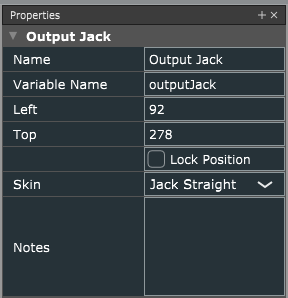 Properties
Output Jack
Name Output Jack
Variable Name outputJack
Left 92
Top 278
Lock Position
Skin Jack Straight
Notes